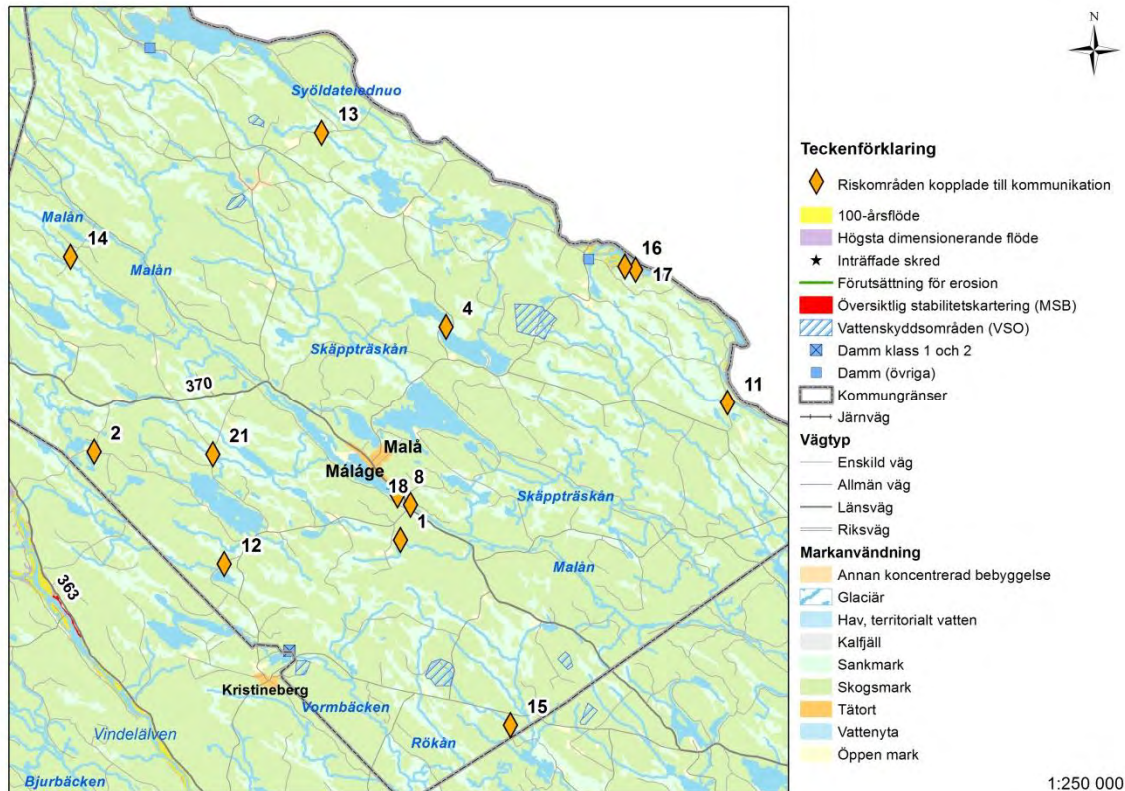 N
Syöldateiednuo
13
Malån
14
Malån
16
17
4
Skäppträskån
370
11
2
21
Malå
Máláge
8
18
Skäppträskån
1
12
Malån
363
Kristineberg
Vormbäcken
15
Rökån
Vindelälven
Bjurbäcken
Teckenförklaring
Riskområden kopplade till kommunikation
100-årsflöde
Högsta dimensionerande flöde
Inträffade skred
Förutsättning för erosion
Översiktlig stabilitetskartering (MSB)
Vattenskyddsområden (VSO)
Damm klass 1 och 2
Damm (övriga)
Kommungränser
Järnväg
Vägtyp
Enskild väg
Allmän väg
Länsväg
Riksväg
Markanvändning
Annan koncentrerad bebyggelse
Glaciär
Hav, territorialt vatten
Kalfjäll
Sankmark
Skogsmark
Tätort
Vattenyta
Öppen mark
1:250 000